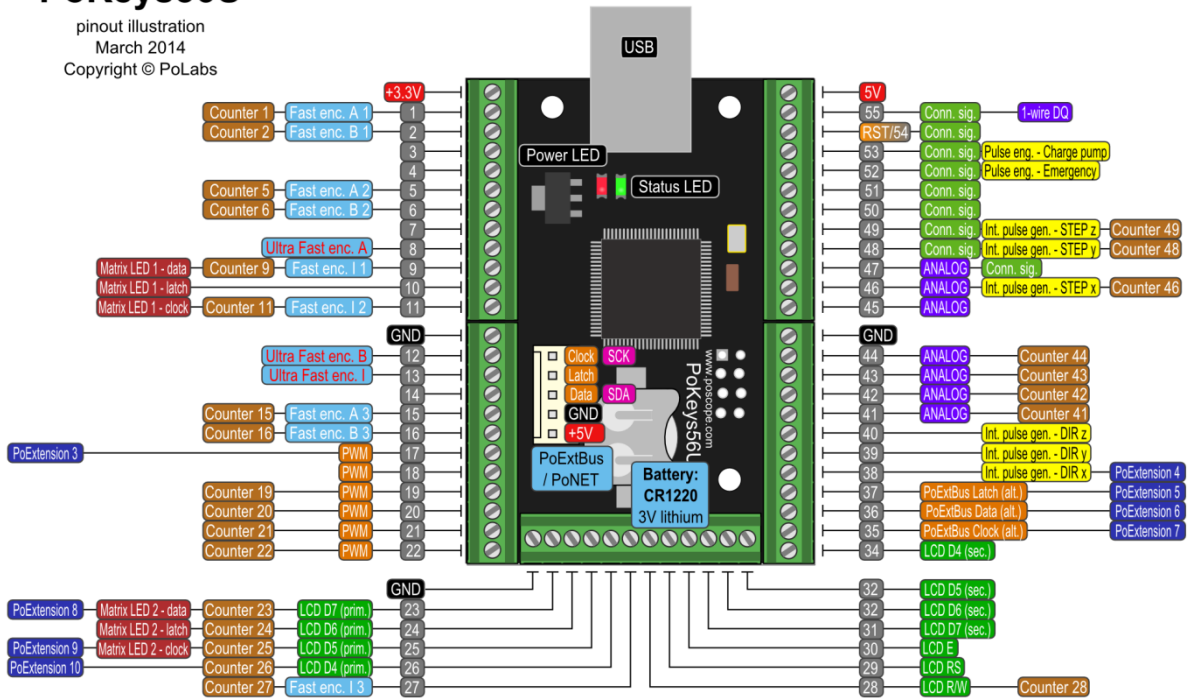 pinout illustration
March 2014
Copyright © PoLabs
USB
+3.3V
Counter 1 Fast enc. A 1 1
Counter 2 Fast enc. B 1 2
3
4
Counter 5 Fast enc. A 2 5
Counter 6 Fast enc. B 2 6
7
Ultra Fast enc. A 8
Matrix LED 1 - data Counter 9 Fast enc. I 1 9
Matrix LED 1 - latch 10
Matrix LED 1 - clock Counter 11 Fast enc. I 2 11
GND
Ultra Fast enc. B 12
Ultra Fast enc. I 13
14
Counter 15 Fast enc. A 3 15
Counter 16 Fast enc. B 3 16
PoExtension 3 PWM 17
PWM 18
Counter 19 PWM 19
Counter 20 PWM 20
Counter 21 PWM 21
Counter 22 PWM 22
GND
PoExtension 8 Matrix LED 2 - data Counter 23 LCD D7 (prim.) 23
Matrix LED 2 - latch Counter 24 LCD D6 (prim.) 24
PoExtension 9 Matrix LED 2 - clock Counter 25 LCD D5 (prim.) 25
PoExtension 10 Counter 26 LCD D4 (prim.) 26
Counter 27 Fast enc. I 3 27
Power LED
Status LED
Clock SCK
Latch
Data SDA
GND
+5V
PoExtBus
/ PoNET
Battery:
CR1220
3V lithium
www.poscope.com
PoKeys56U
5V
55 Conn. sig. 1-wire DQ
RST/54 Conn. sig.
53 Conn. sig. Pulse eng. - Charge pump
52 Conn. sig. Pulse eng. - Emergency
51 Conn. sig.
50 Conn. sig.
49 Conn. sig. Int. pulse gen. - STEP z Counter 49
48 Conn. sig. Int. pulse gen. - STEP y Counter 48
47 ANALOG Conn. sig.
46 ANALOG Int. pulse gen. - STEP x Counter 46
45 ANALOG
GND
44 ANALOG Counter 44
43 ANALOG Counter 43
42 ANALOG Counter 42
41 ANALOG Counter 41
40 Int. pulse gen. - DIR z
39 Int. pulse gen. - DIR y
38 Int. pulse gen. - DIR x PoExtension 4
37 PoExtBus Latch (alt.) PoExtension 5
36 PoExtBus Data (alt.) PoExtension 6
35 PoExtBus Clock (alt.) PoExtension 7
34 LCD D4 (sec.)
32 LCD D5 (sec.)
32 LCD D6 (sec.)
31 LCD D7 (sec.)
30 LCD E
29 LCD RS
28 LCD R/W Counter 28